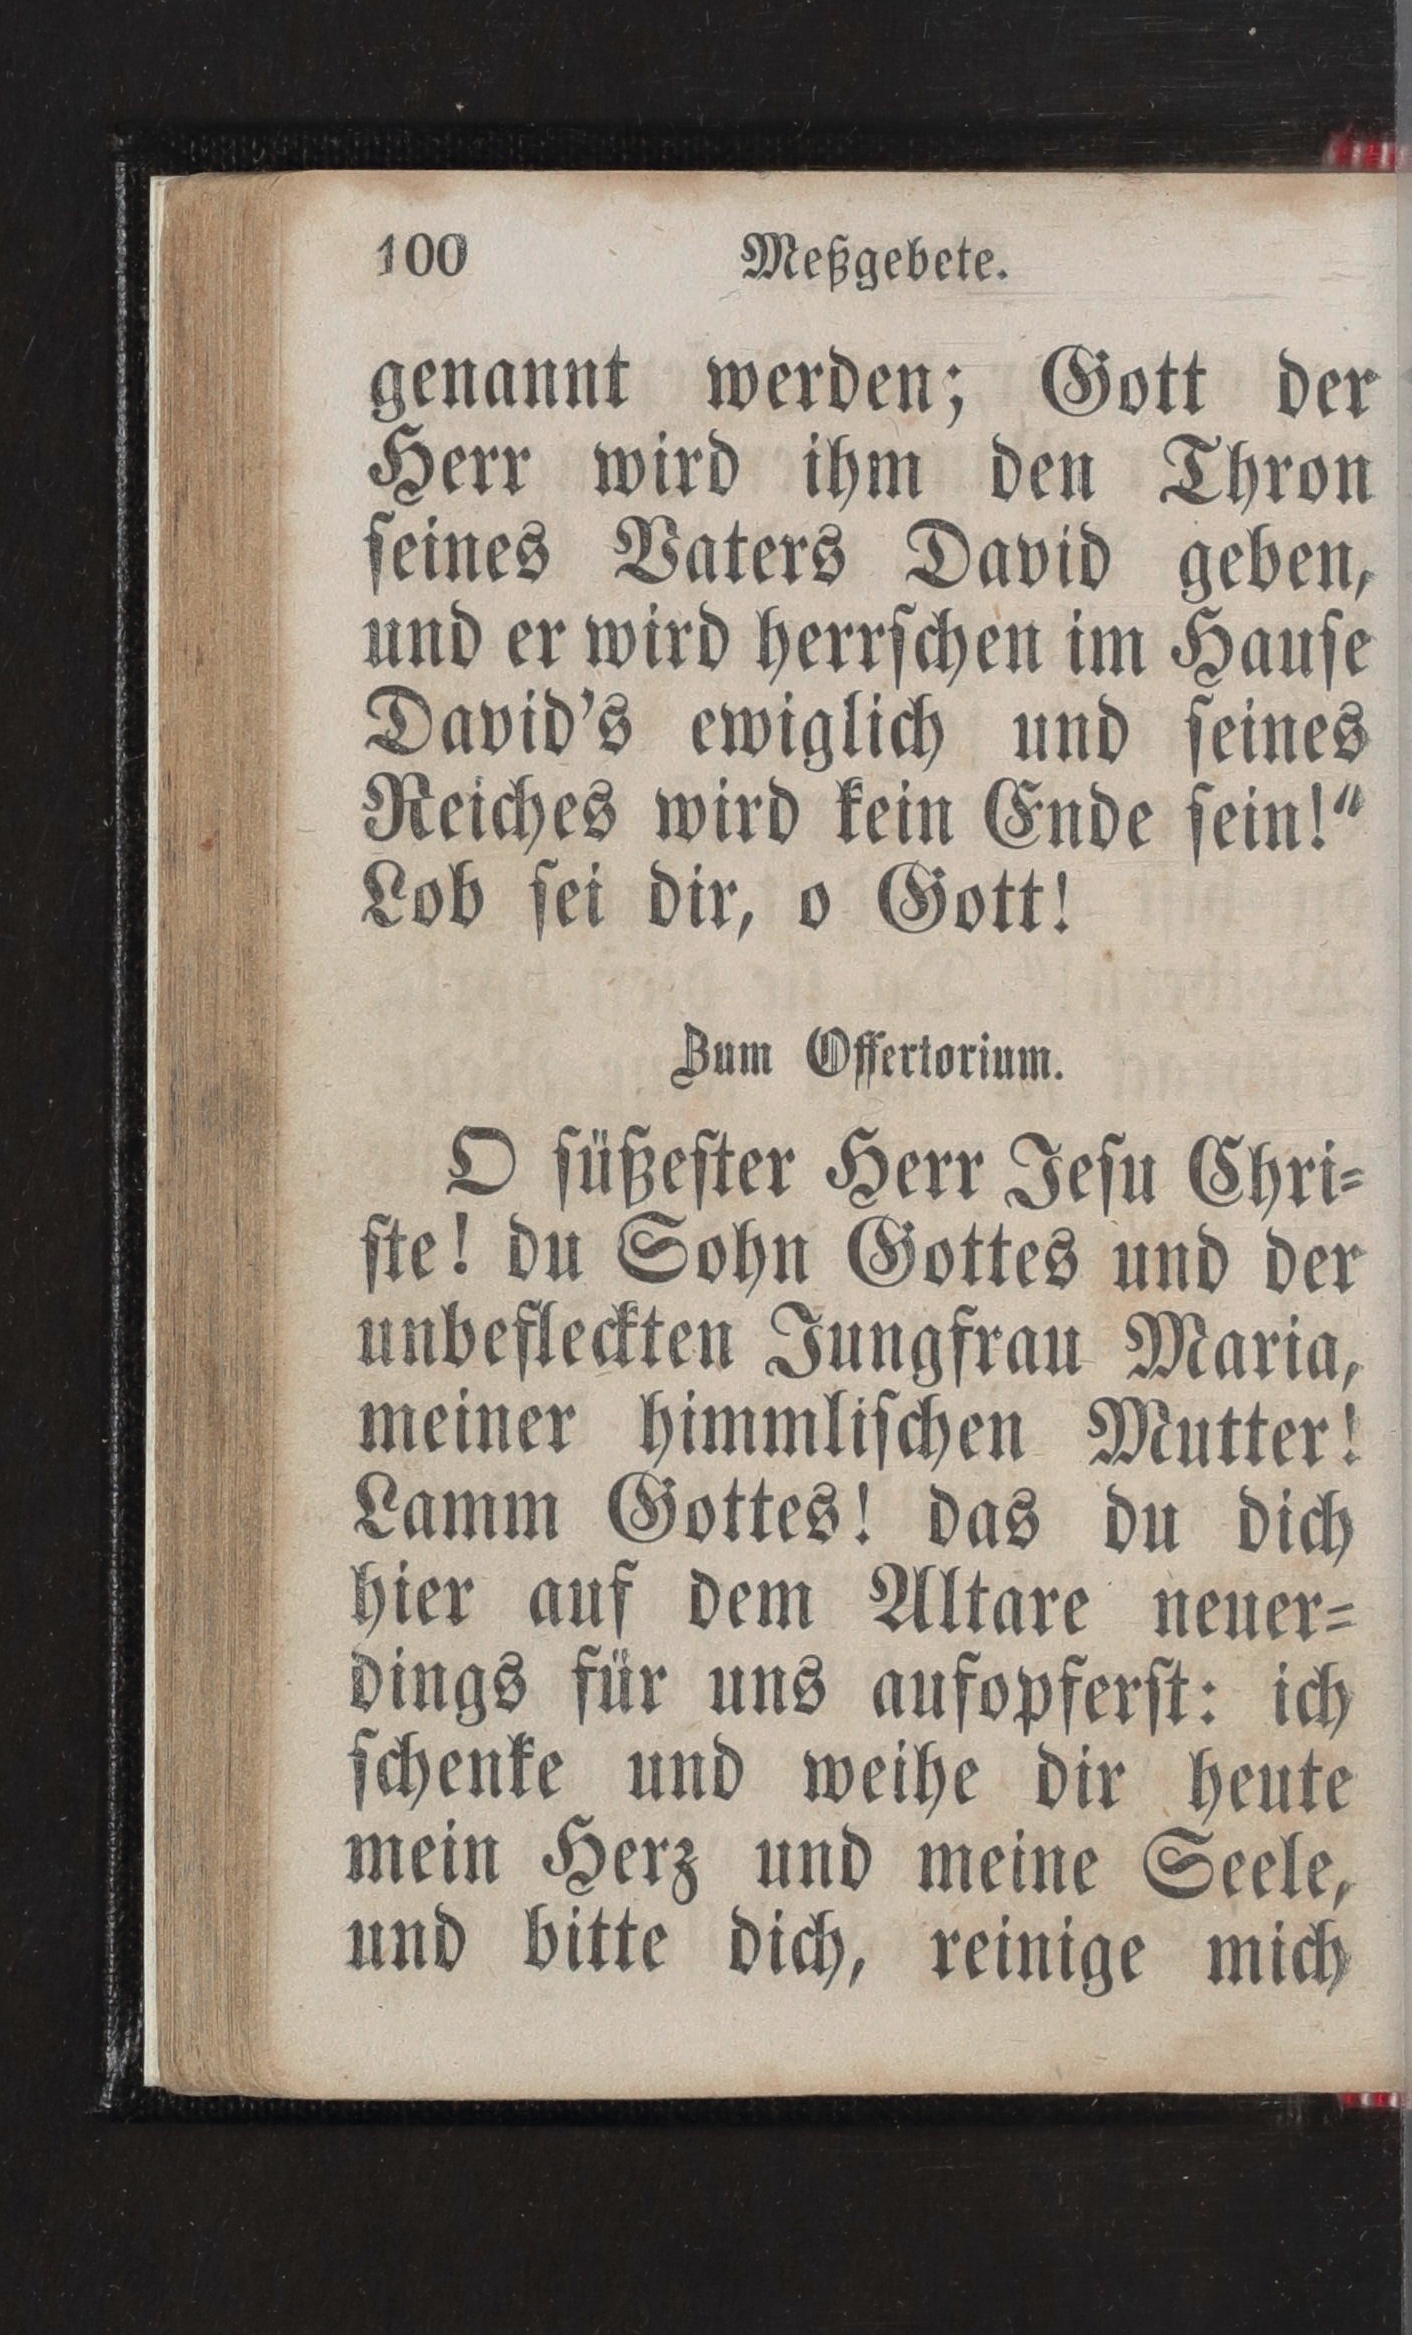 100 Meßgebete.
genannt werden; Gott der
Herr wird ihm den Thron
ſeines Vaters David geben,
und er wird herrſchen im Hauſe
David's ewiglich und ſeines
Reiches wird kein Ende ſein!“
Lob ſei dir, o Gott!
Zum Offertorium.
O ſüßeſter Herr Jeſu Chri-
ſte! du Sohn Gottes und der
unbefleckten Jungfrau Maria,
meiner himmliſchen Mutter!
Lamm Gottes! das du dich
hier auf dem Altare neuer-
dings für uns aufopferſt: ich
ſchenke und weihe dir heute
mein Herz und meine Seele,
und bitte dich, reinige mich